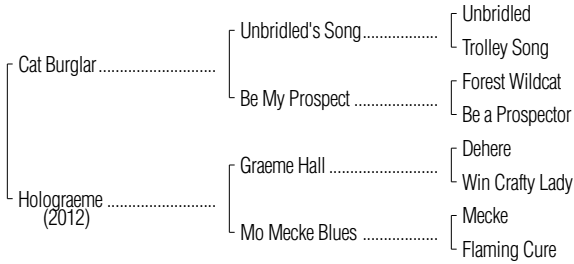 Unbridled
Unbridled's Song..................
Trolley Song
Cat Burglar............................
Forest Wildcat
Be My Prospect ....................
Be a Prospector
Dehere
Graeme Hall ..........................
Win Crafty Lady
Holograeme ..........................
(2012)
Mecke
Mo Mecke Blues ..................
Flaming Cure